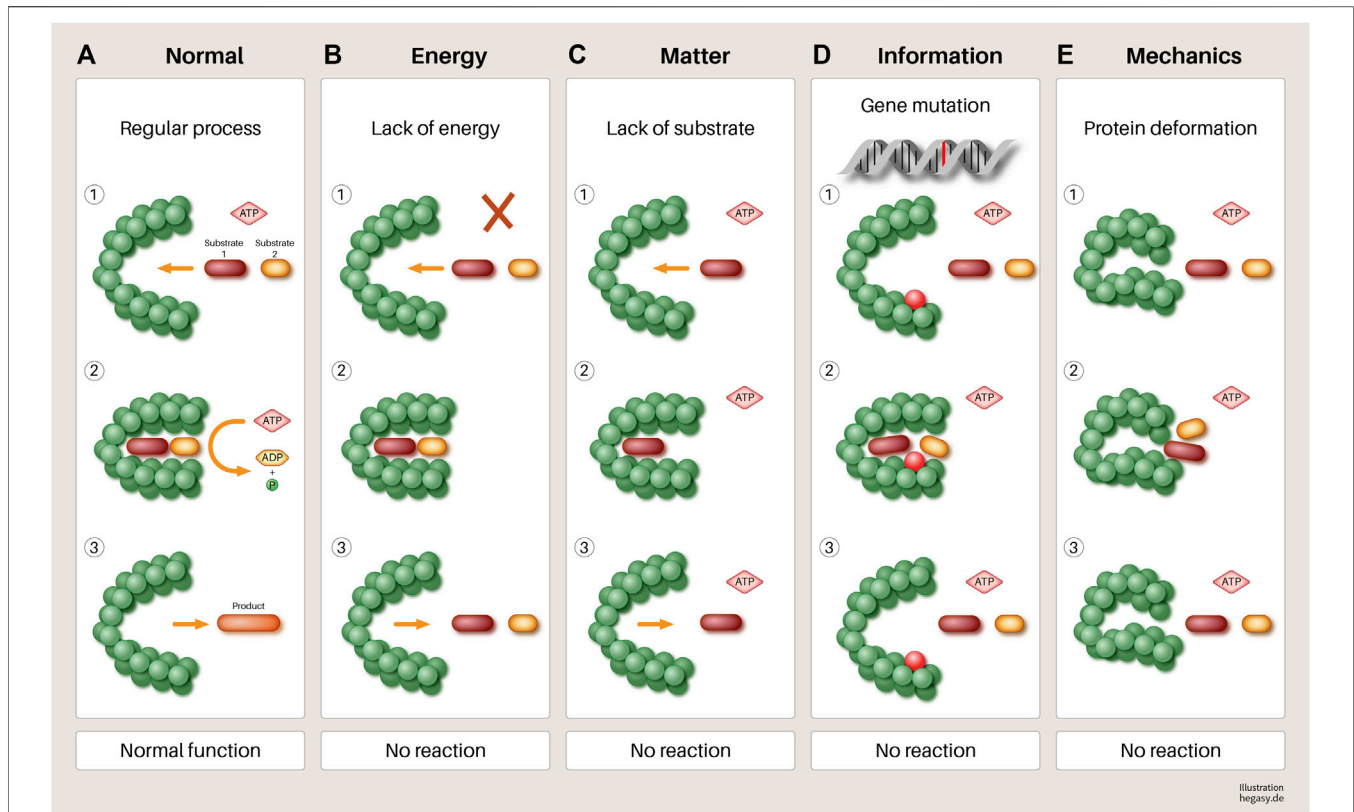 A Normal
B Energy
C Matter
D Information
E Mechanics
Regular process
1
ATP
Substrate
1
Substrate
2
2
ATP
ADP
+
P
3
Product
Normal function
Lack of energy
1
2
3
No reaction
Lack of substrate
1
ATP
2
ATP
3
ATP
No reaction
Gene mutation
1
ATP
2
ATP
3
ATP
No reaction
Protein deformation
1
ATP
2
ATP
3
ATP
No reaction
Illustration
hegasy.de